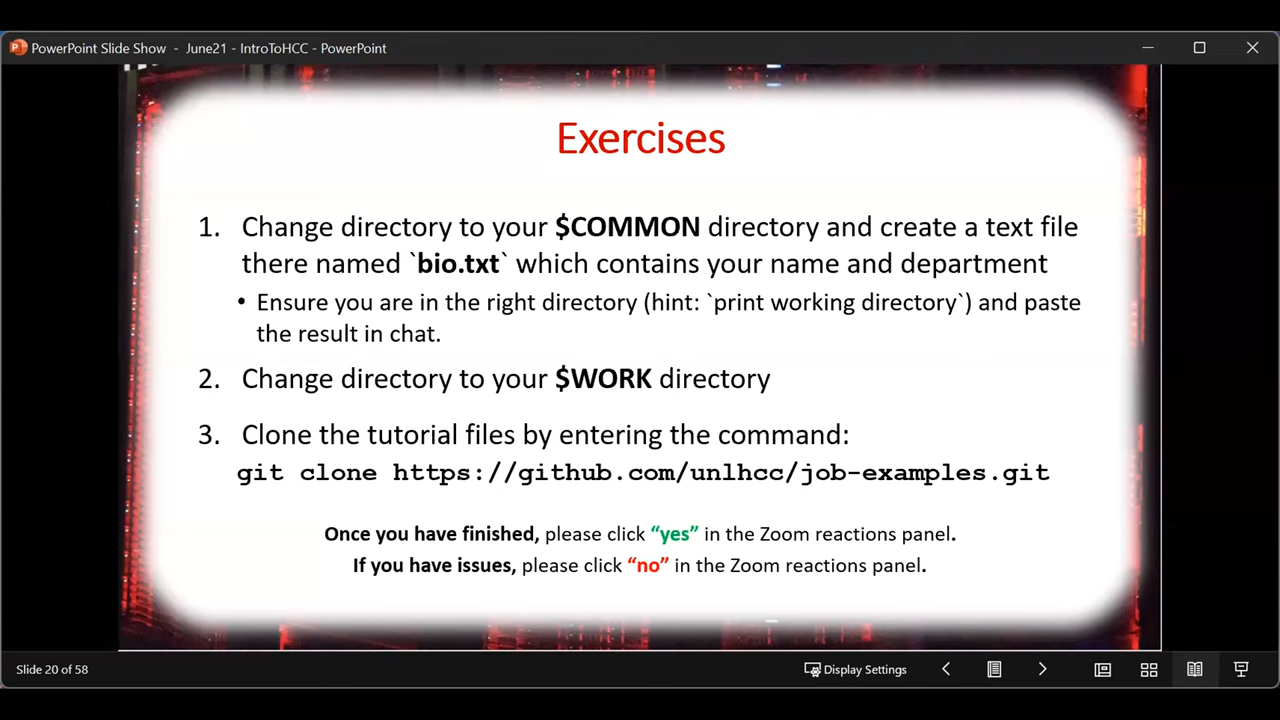 PowerPoint Slide Show - June21 - IntroToHCC - PowerPoint
Exercises
1. Change directory to your $COMMON directory and create a text file
there named `bio.txt` which contains your name and department
• Ensure you are in the right directory (hint: `print working directory`) and paste
the result in chat.
2. Change directory to your $WORK directory
3. Clone the tutorial files by entering the command:
git clone https://github.com/unlhcc/job-examples.git
Once you have finished, please click “yes” in the Zoom reactions panel.
If you have issues, please click “no” in the Zoom reactions panel.
Slide 20 of 58
Display Settings